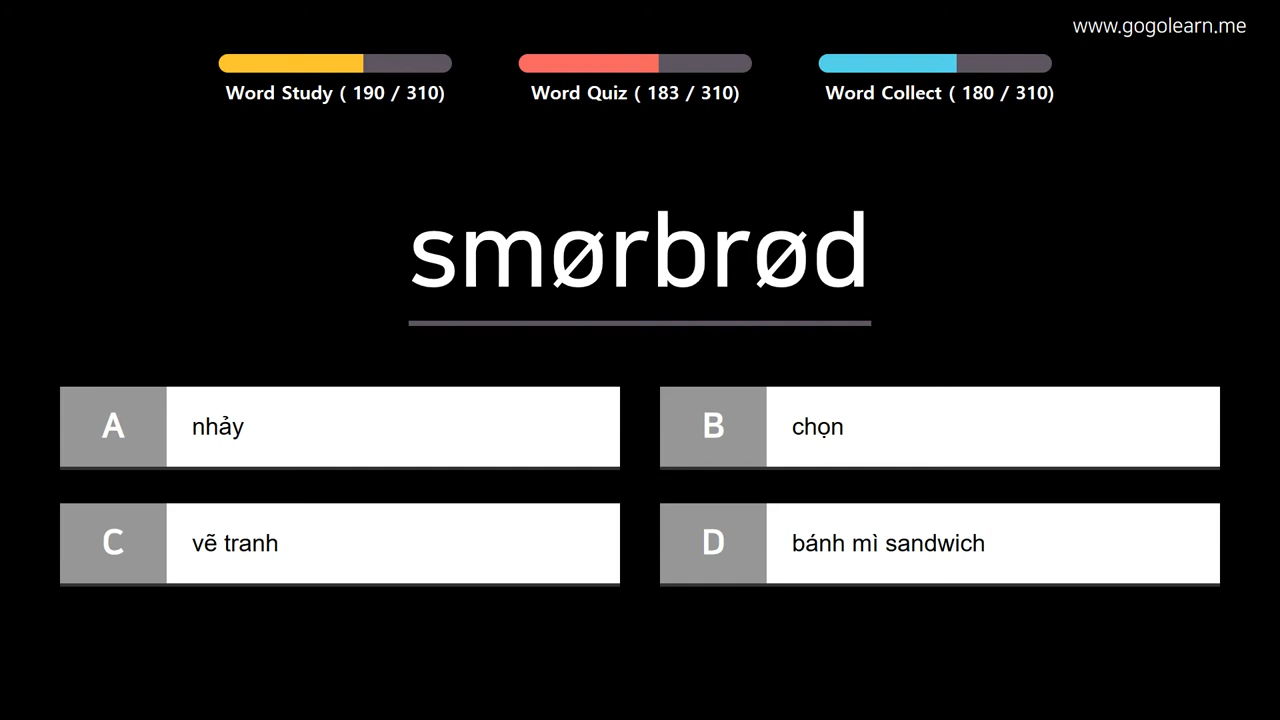 www.gogolearn.me
Word Study ( 190 / 310)
Word Quiz ( 183 / 310)
Word Collect ( 180 / 310)
smørbrød
A nhảy
B chọn
C vẽ tranh
D bánh mì sandwich